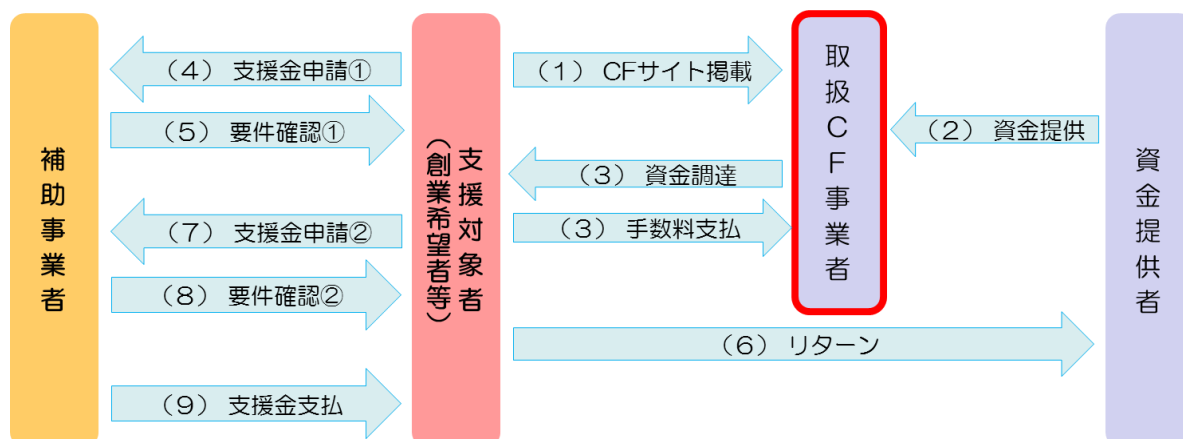 補助事業者
（4） 支援金申請①
（5） 要件確認①
（7） 支援金申請②
（8） 要件確認②
（9） 支援金支払
支援対象者
（創業希望者等）
（1） CFサイト掲載
（3） 資金調達
（3） 手数料支払
（6） リターン
取扱CF事業者
（2） 資金提供
資金提供者